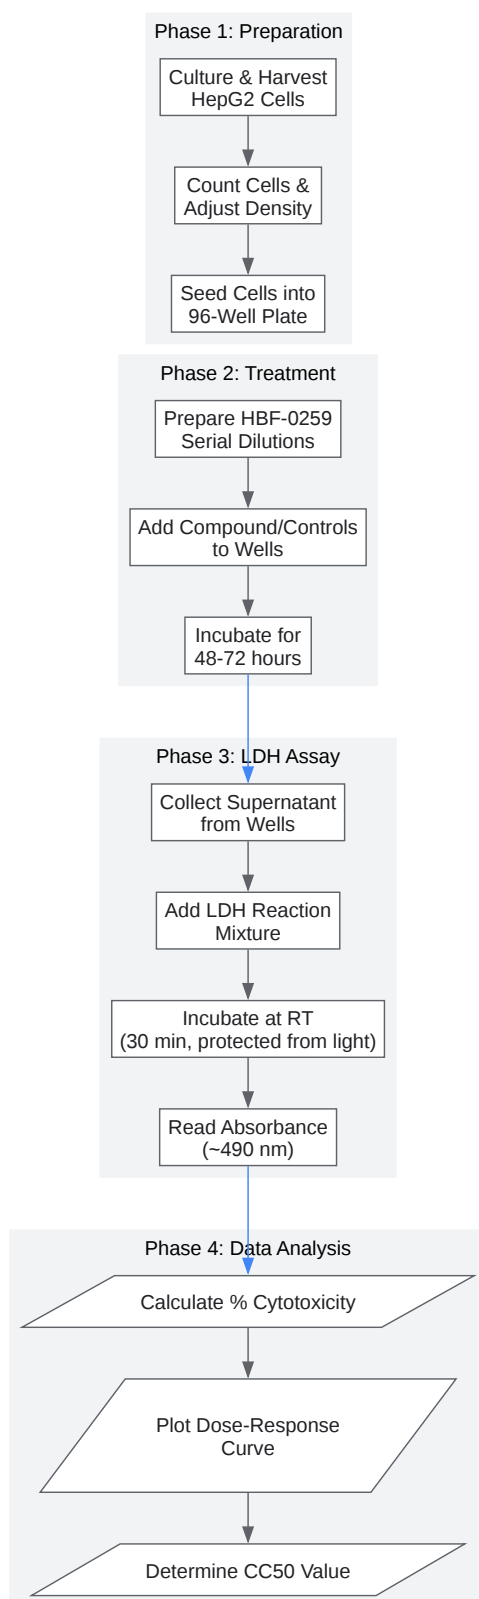 Phase 1: Preparation
Culture & Harvest
HepG2 Cells
Count Cells &
Adjust Density
Seed Cells into
96-Well Plate
Phase 2: Treatment
Prepare HBF-0259
Serial Dilutions
Add Compound/Controls
to Wells
Incubate for
48-72 hours
Phase 3: LDH Assay
Collect Supernatant
from Wells
Add LDH Reaction
Mixture
Incubate at RT
(30 min, protected from light)
Read Absorbance
(~490 nm)
Phase 4: Data Analysis
Calculate % Cytotoxicity
Plot Dose-Response
Curve
Determine CC50 Value